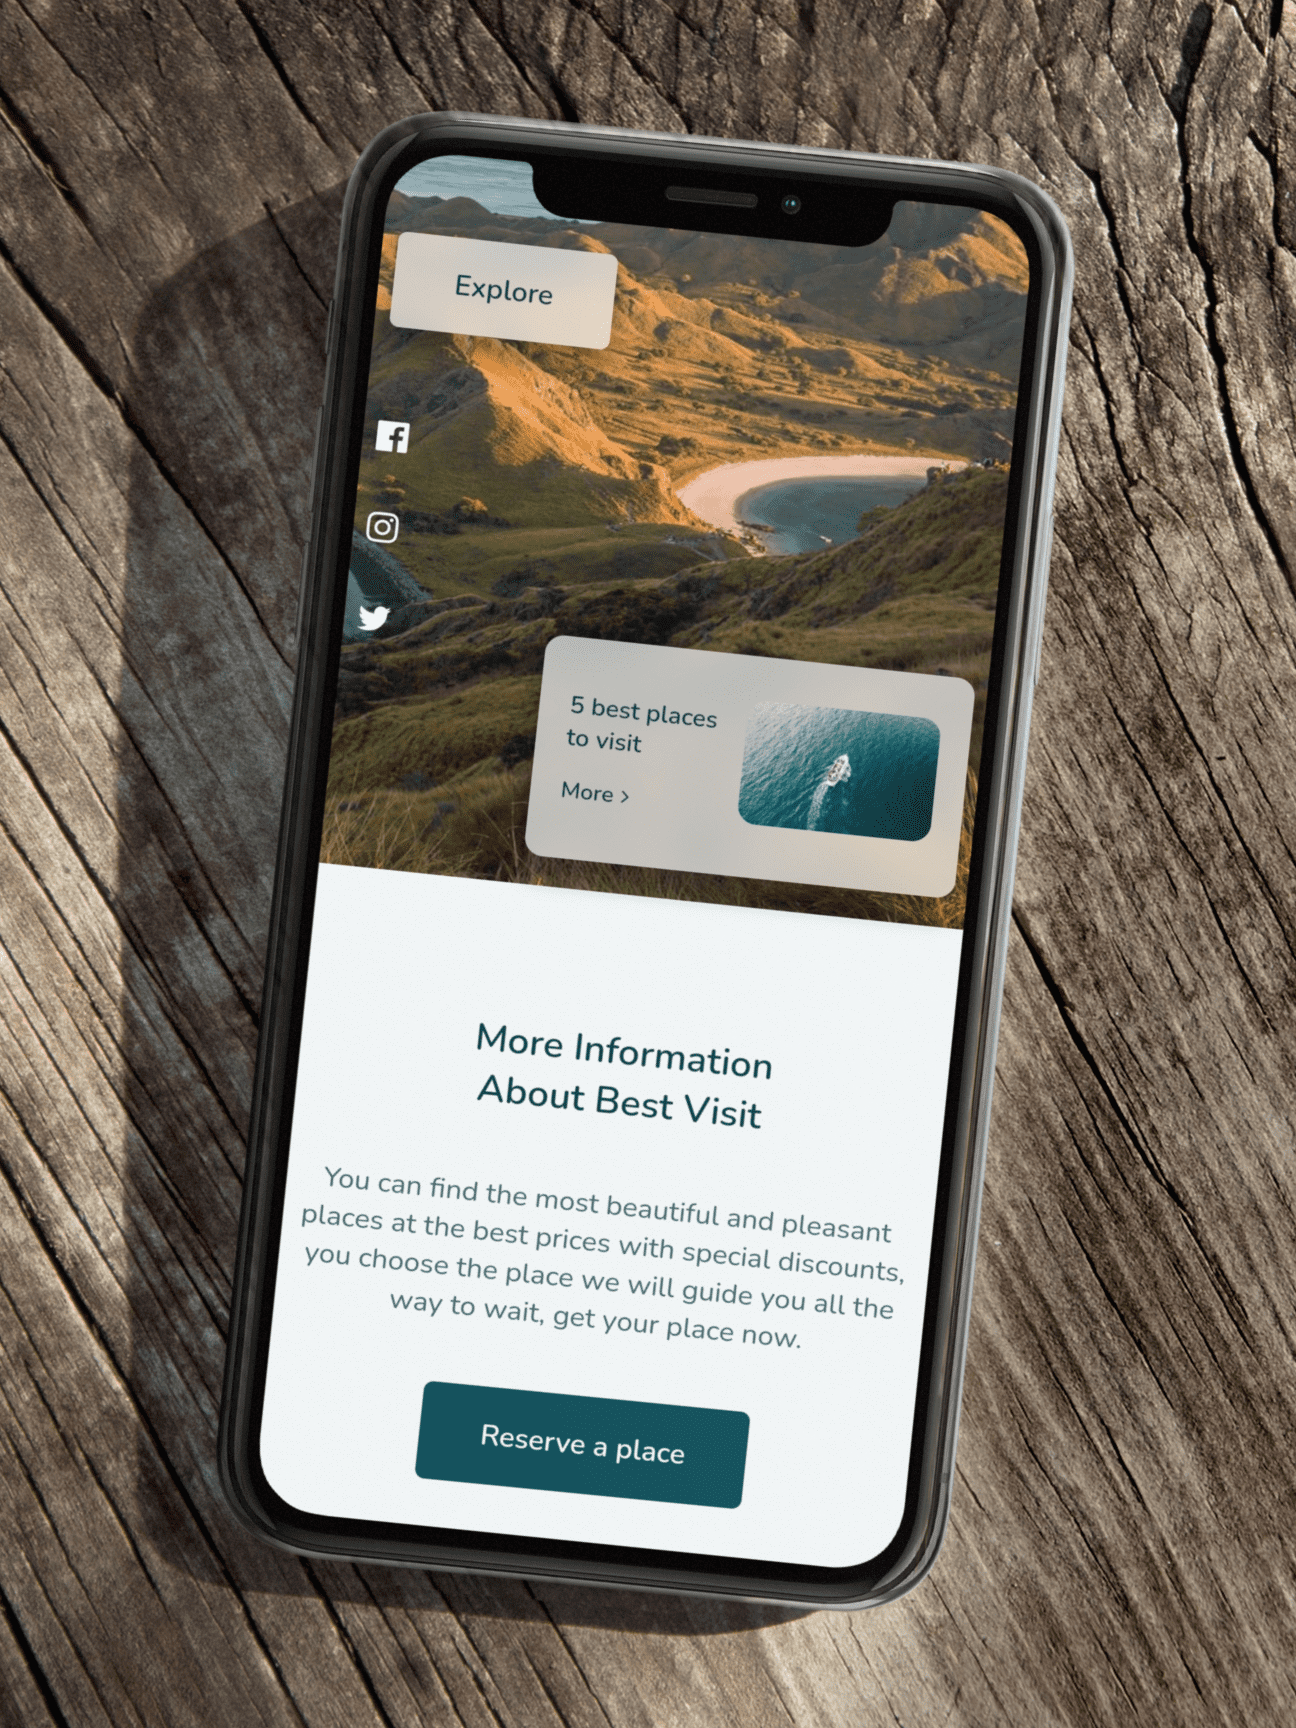 Explore
5 best places
to visit
More >
More Information
About Best Visit
You can find the most beautiful and pleasant
places at the best prices with special discounts,
you choose the place we will guide you all the
way to wait, get your place now.
Reserve a place